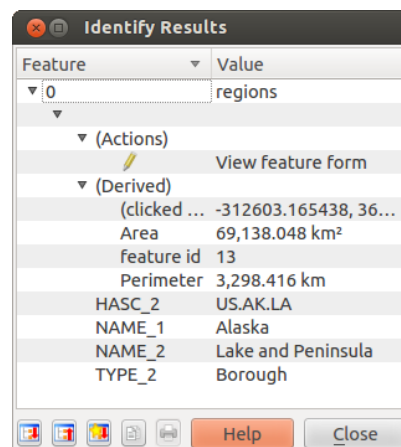 Identify Results
Feature Value
0 regions
(Actions)
View feature form
(Derived)
(clicked ... -312603.165438, 36...
Area 69,138.048 km²
feature id 13
Perimeter 3,298.416 km
HASC_2 US.AK.LA
NAME_1 Alaska
NAME_2 Lake and Peninsula
TYPE_2 Borough
Help Close